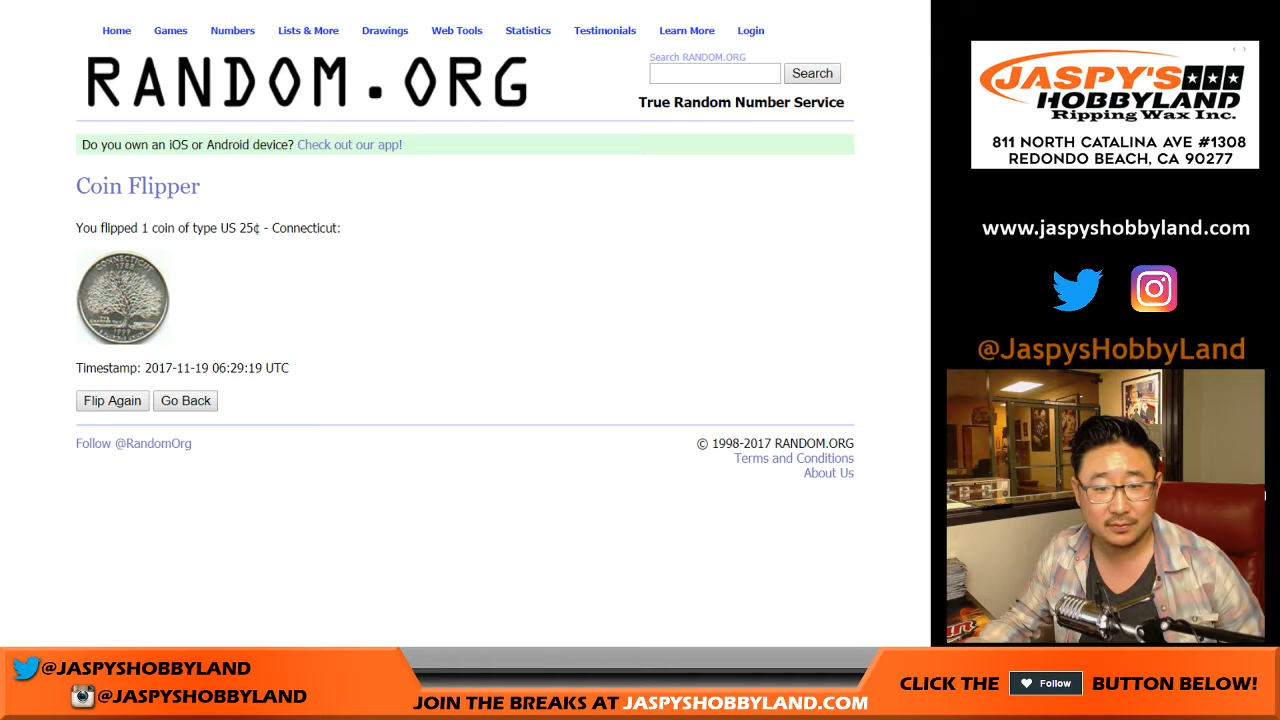 Home Games Numbers Lists & More Drawings Web Tools Statistics Testimonials Learn More Login
RANDOM.ORG
Search RANDOM.ORG
Search
True Random Number Service
Do you own an iOS or Android device? Check out our app!
Coin Flipper
You flipped 1 coin of type US 25¢ - Connecticut:
CONNECTICUT
1788
1999
Timestamp: 2017-11-19 06:29:19 UTC
Flip Again Go Back
Follow @RandomOrg
© 1998-2017 RANDOM.ORG
Terms and Conditions
About Us
JASPY'S
HOBBYLAND
Ripping Wax Inc.
811 NORTH CATALINA AVE #1308
REDONDO BEACH, CA 90277
www.jaspyshobbyland.com
@JaspysHobbyLand
@JASPYSHOBBYLAND
@JASPYSHOBBYLAND
JOIN THE BREAKS AT JASPYSHOBBYLAND.COM
CLICK THE Follow BUTTON BELOW!